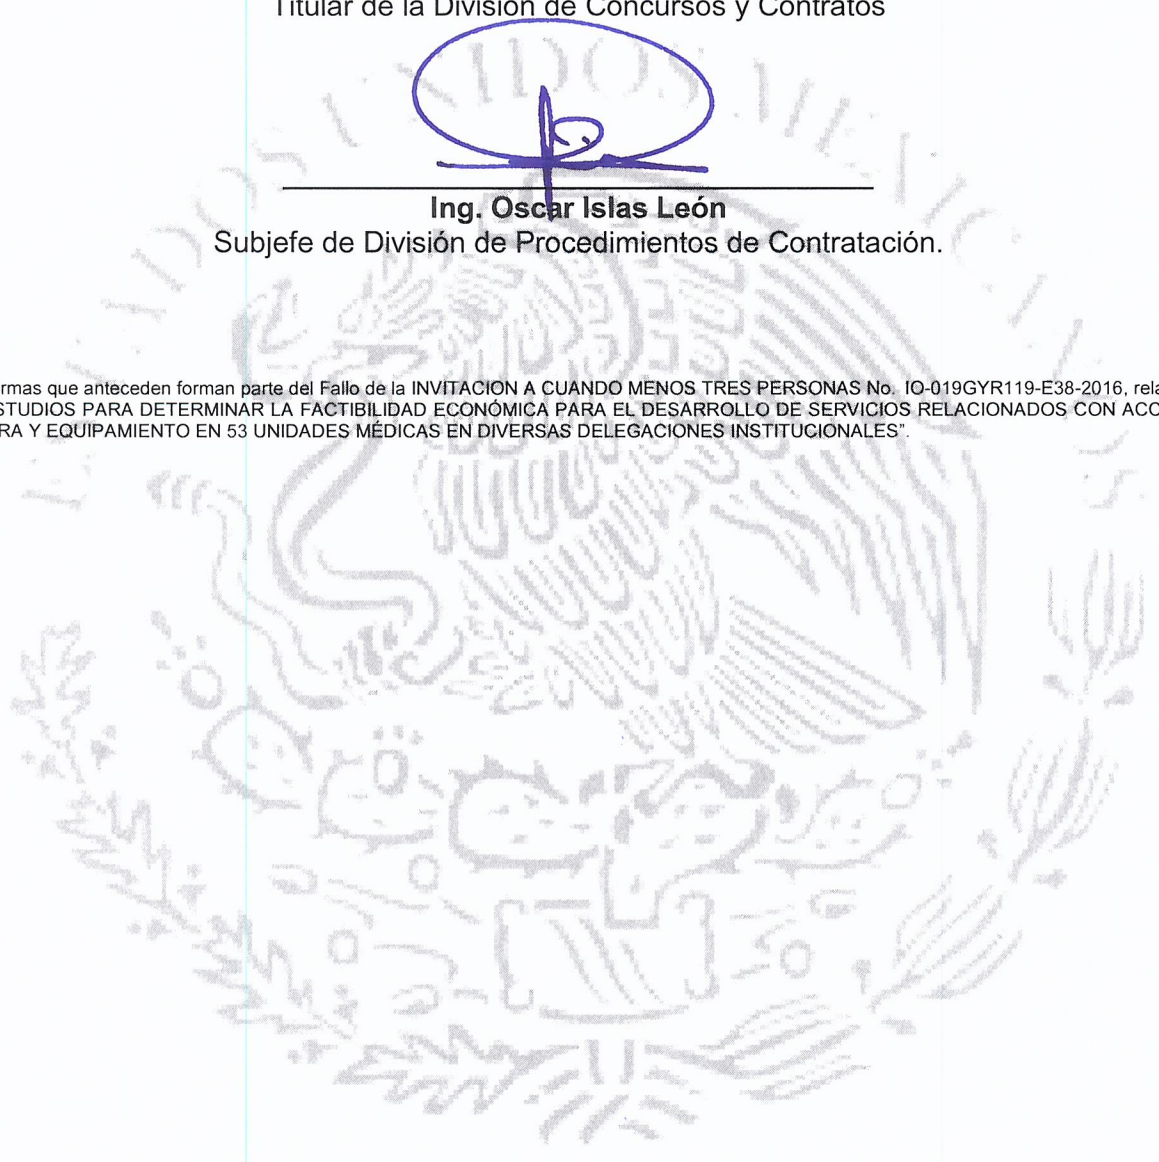 Titular de la División de Concursos y Contratos
ESTADOS UNIDOS MEXICANOS
Ing. Oscar Islas León
Subjefe de División de Procedimientos de Contratación.
rmas que anteceden forman parte del Fallo de la INVITACION A CUANDO MENOS TRES PERSONAS No. IO-019GYR119-E38-2016, rela
STUDIOS PARA DETERMINAR LA FACTIBILIDAD ECONÓMICA PARA EL DESARROLLO DE SERVICIOS RELACIONADOS CON ACC
RA Y EQUIPAMIENTO EN 53 UNIDADES MÉDICAS EN DIVERSAS DELEGACIONES INSTITUCIONALES".